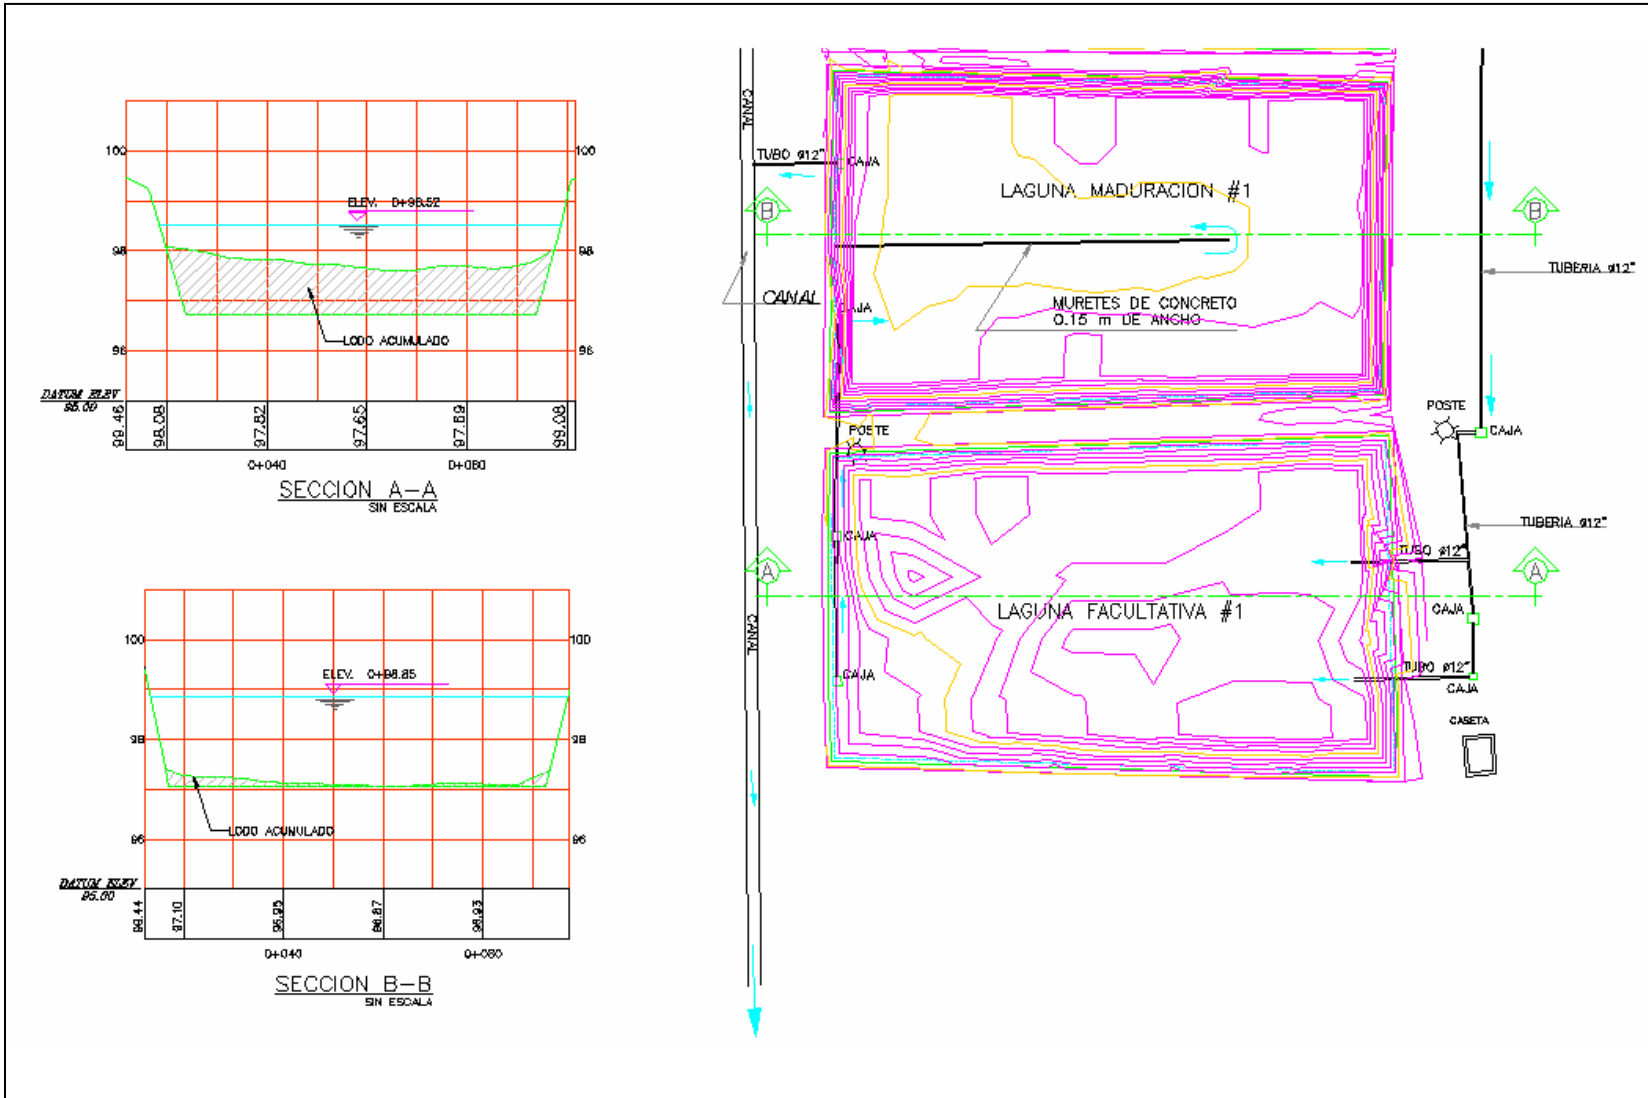 100
100
ELEV. 0+98.52
98
98
LODO ACUMULADO
96
96
DATUM ELEV
95.00
99.46
98.08
97.82
97.65
97.69
99.08
0+040
0+080
SECCION A-A
SIN ESCALA
100
100
ELEV. 0+98.85
98
98
LODO ACUMULADO
96
96
DATUM ELEV
95.00
99.44
97.10
96.95
96.87
96.93
0+040
0+080
SECCION B-B
SIN ESCALA
CANAL
TUBO ø12"
CAJA
LAGUNA MADURACION #1
B
B
TUBERIA ø12"
CANAL
CAJA
MURETES DE CONCRETO
0.15 m DE ANCHO
POSTE
CAJA
POSTE
TUBERIA ø12"
CAJA
TUBO ø12"
A
A
LAGUNA FACULTATIVA #1
CAJA
CANAL
CAJA
TUBO ø12"
CAJA
CASETA